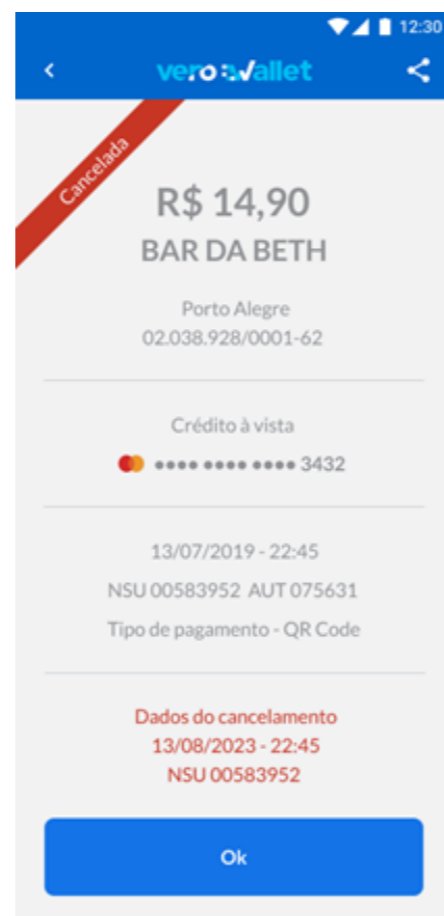 12:30
vero wallet
Cancelada
R$ 14,90
BAR DA BETH
Porto Alegre
02.038.928/0001-62
Crédito à vista
•••• •••• •••• 3432
13/07/2019 - 22:45
NSU 00583952 AUT 075631
Tipo de pagamento - QR Code
Dados do cancelamento
13/08/2023 - 22:45
NSU 00583952
Ok